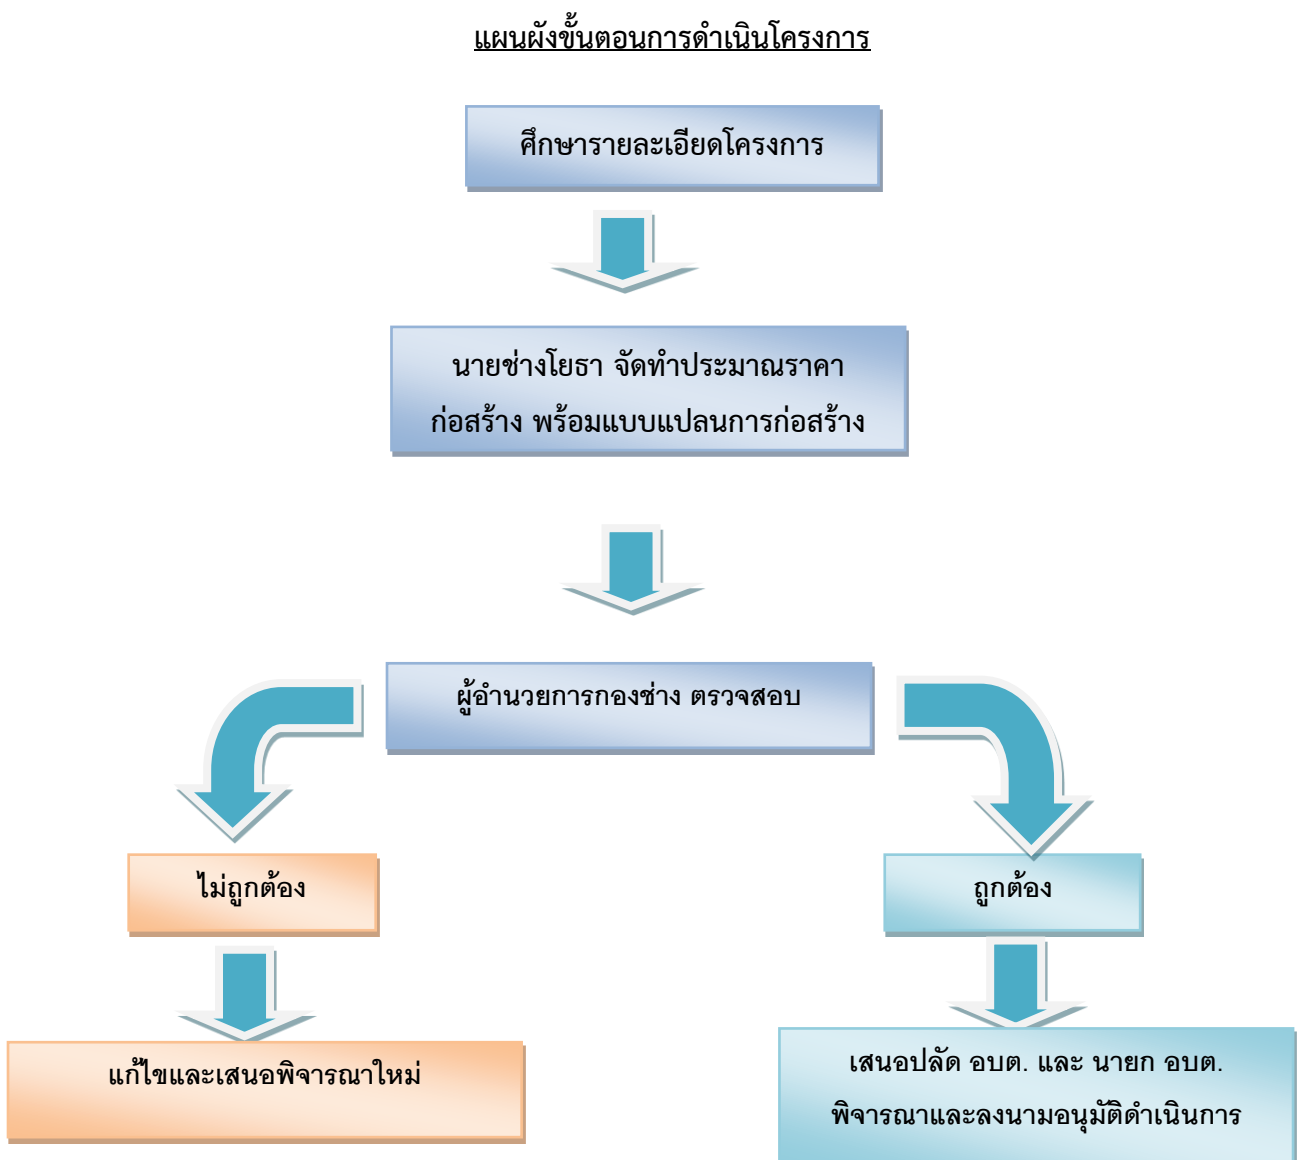 แผนผังขั้นตอนการดำเนินโครงการ
ศึกษารายละเอียดโครงการ
นายช่างโยธา จัดทำประมาณราคา
ก่อสร้าง พร้อมแบบแปลนการก่อสร้าง
ผู้อำนวยการกองช่าง ตรวจสอบ
ไม่ถูกต้อง
ถูกต้อง
แก้ไขและเสนอพิจารณาใหม่
เสนอปลัด อบต. และ นายก อบต.
พิจารณาและลงนามอนุมัติดำเนินการ